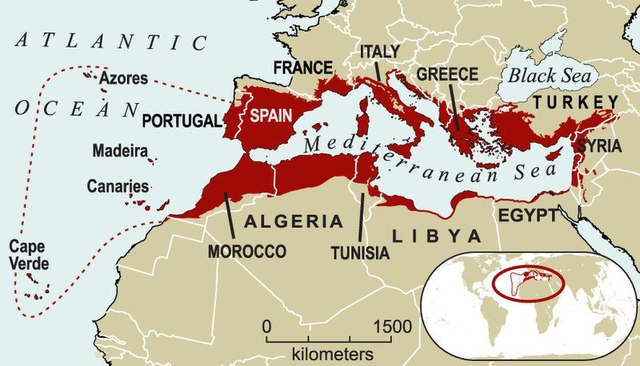 ATLANTIC
OCEAN
Azores
Madeira
Canaries
Cape
Verde
PORTUGAL
SPAIN
FRANCE
ITALY
GREECE
Black Sea
TURKEY
SYRIA
Mediterranean Sea
MOROCCO
ALGERIA
TUNISIA
LIBYA
EGYPT
0 1500
kilometers